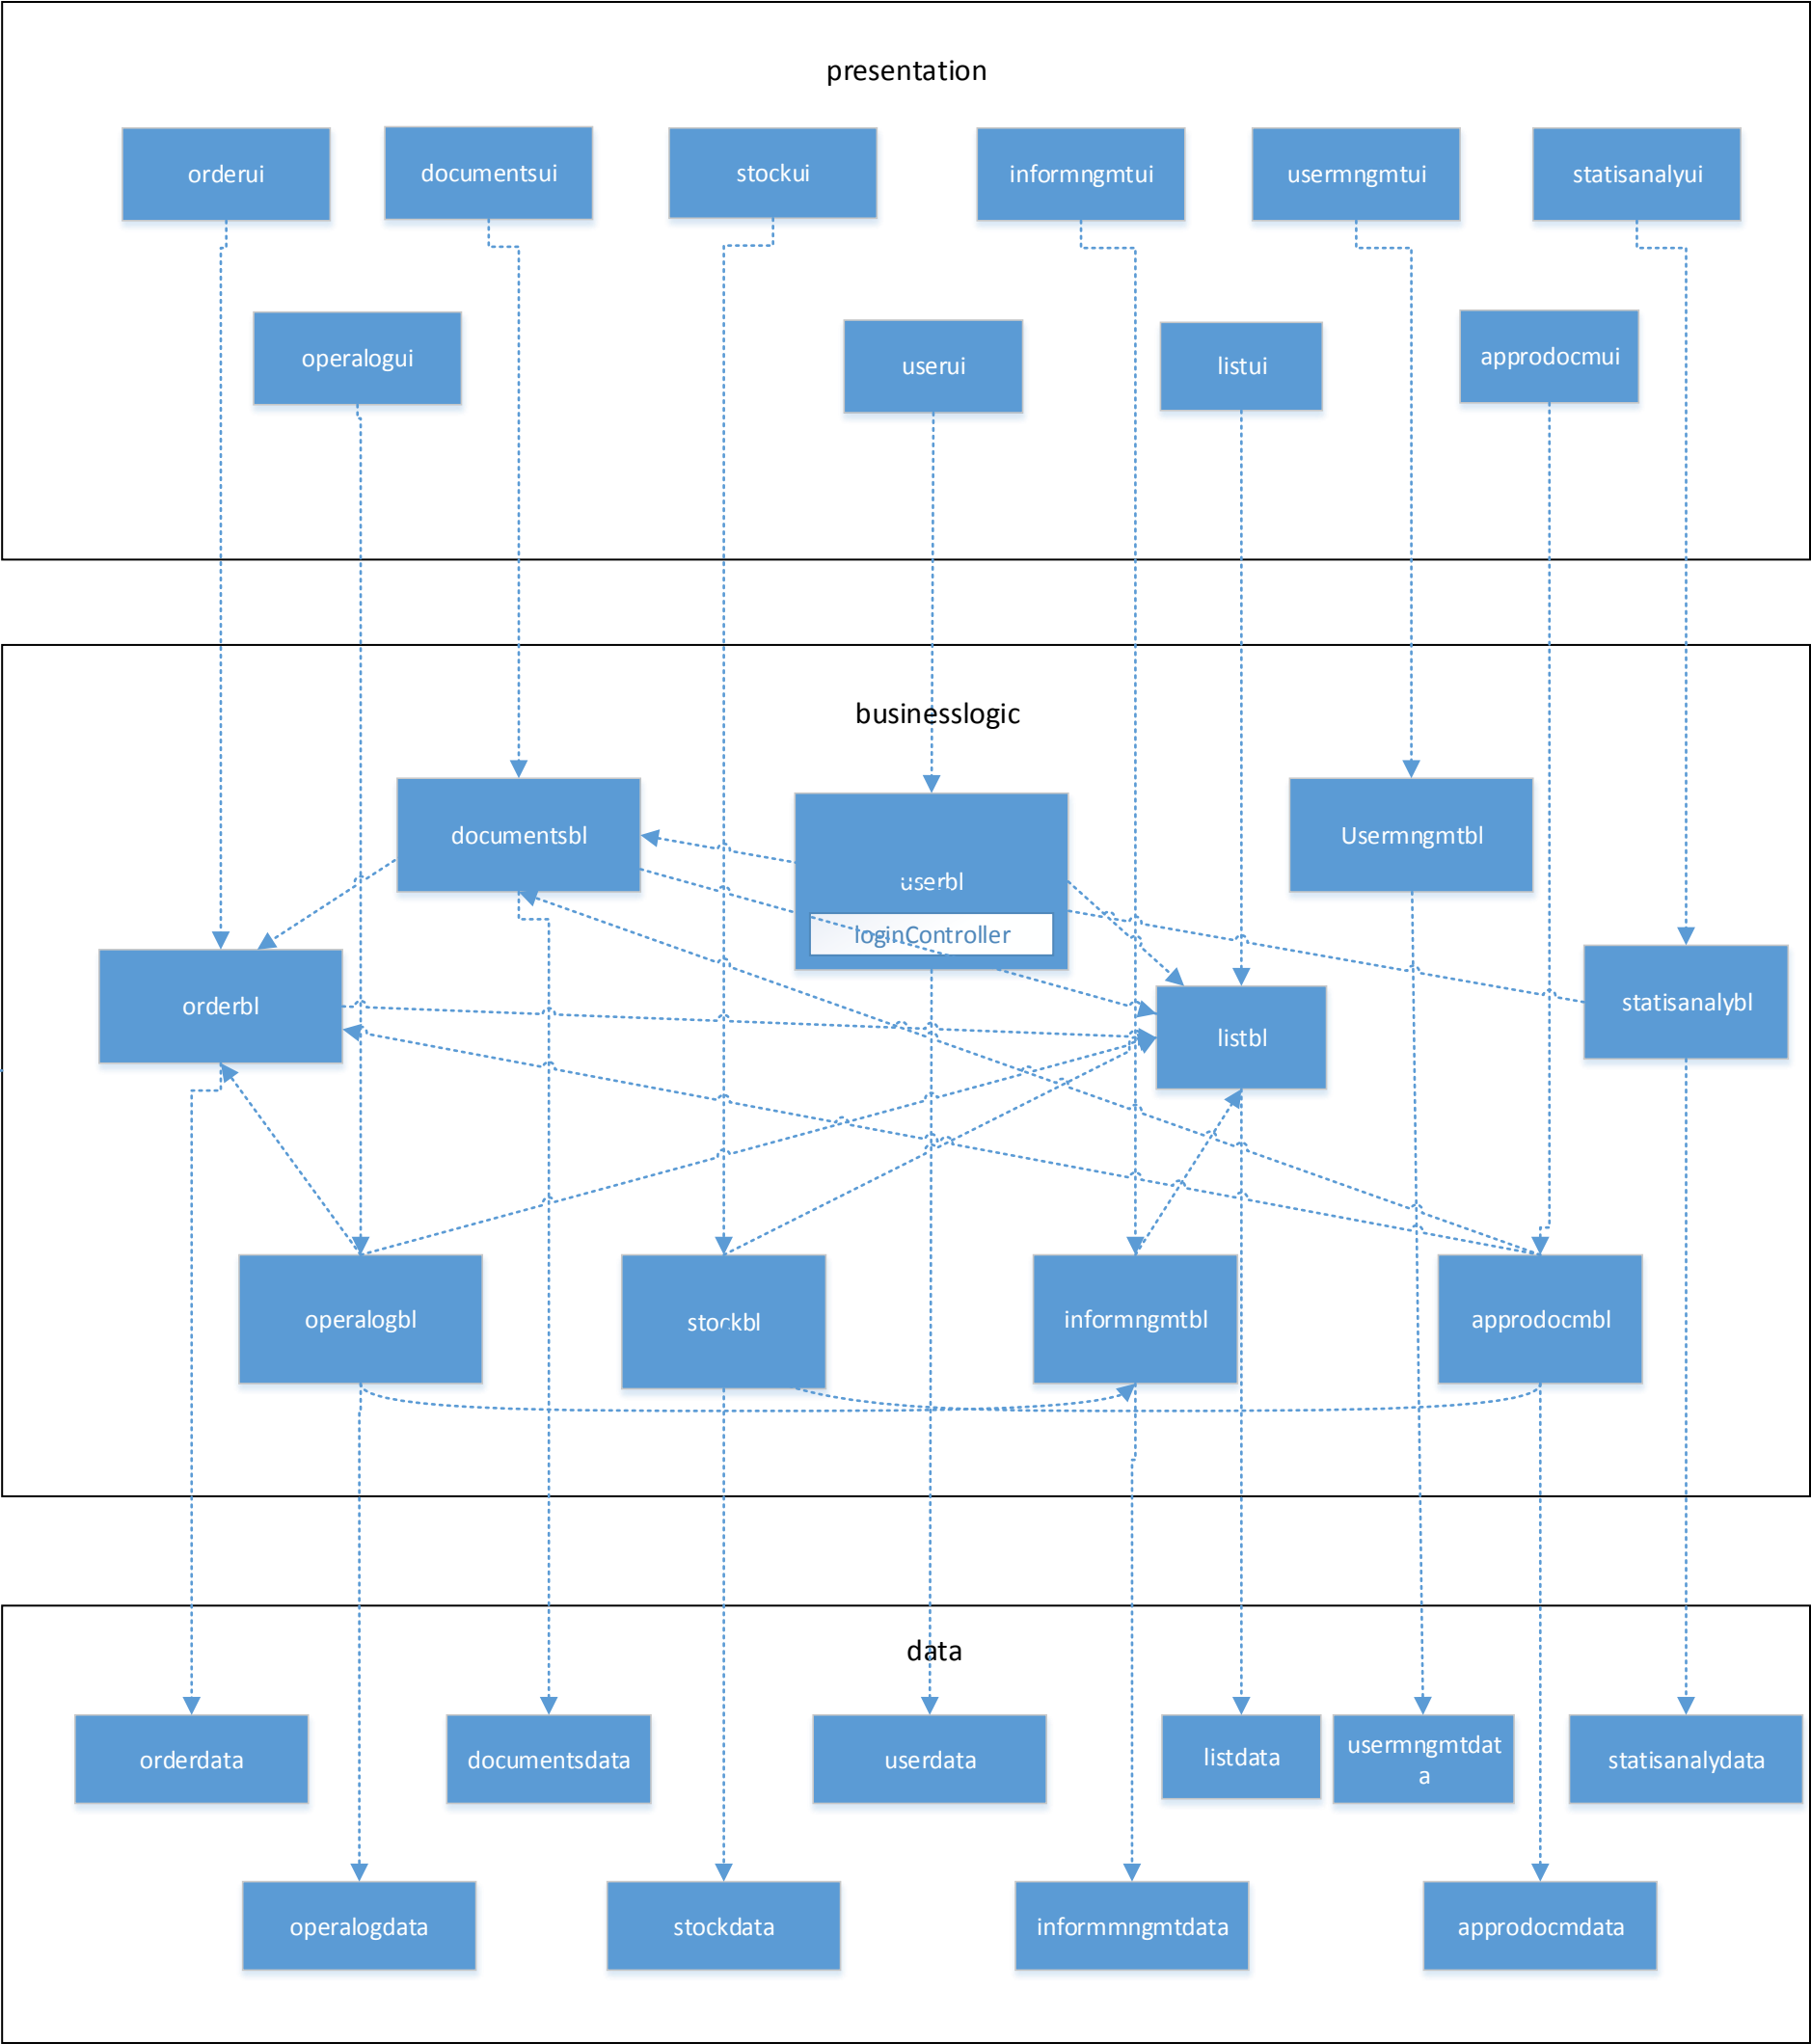 presentation
orderui
documentsui
stockui
informngmtui
usermngmtui
statisanalyui
operalogui
userui
listui
approdocmui
businesslogic
documentsbl
userbl
loginController
Usermngmtbl
orderbl
listbl
statisanalybl
operalogbl
stockbl
informngmtbl
approdocmbl
data
orderdata
documentsdata
userdata
listdata
usermngmtdat
a
statisanalydata
operalogdata
stockdata
informmngmtdata
approdocmdata